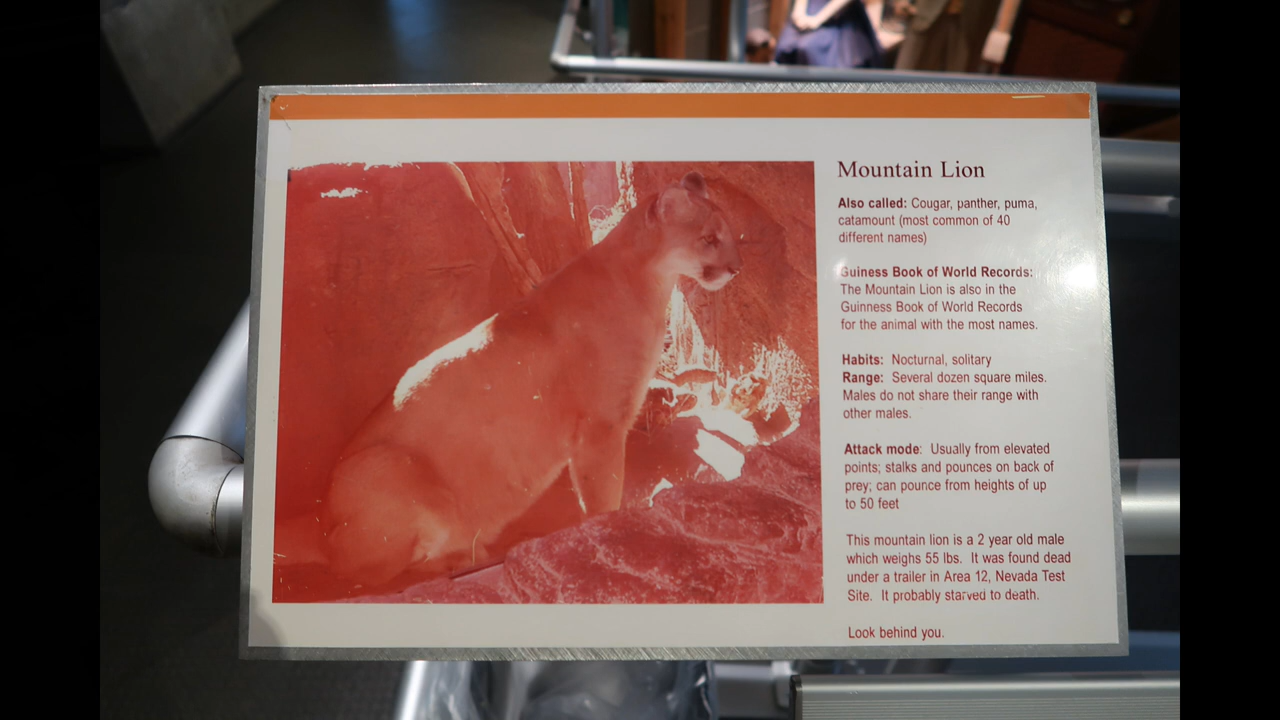 Mountain Lion
Also called: Cougar, panther, puma,
catamount (most common of 40
different names)
Guiness Book of World Records:
The Mountain Lion is also in the
Guinness Book of World Records
for the animal with the most names.
Habits: Nocturnal, solitary
Range: Several dozen square miles.
Males do not share their range with
other males.
Attack mode: Usually from elevated
points; stalks and pounces on back of
prey; can pounce from heights of up
to 50 feet
This mountain lion is a 2 year old male
which weighs 55 lbs. It was found dead
under a trailer in Area 12, Nevada Test
Site. It probably starved to death.
Look behind you.